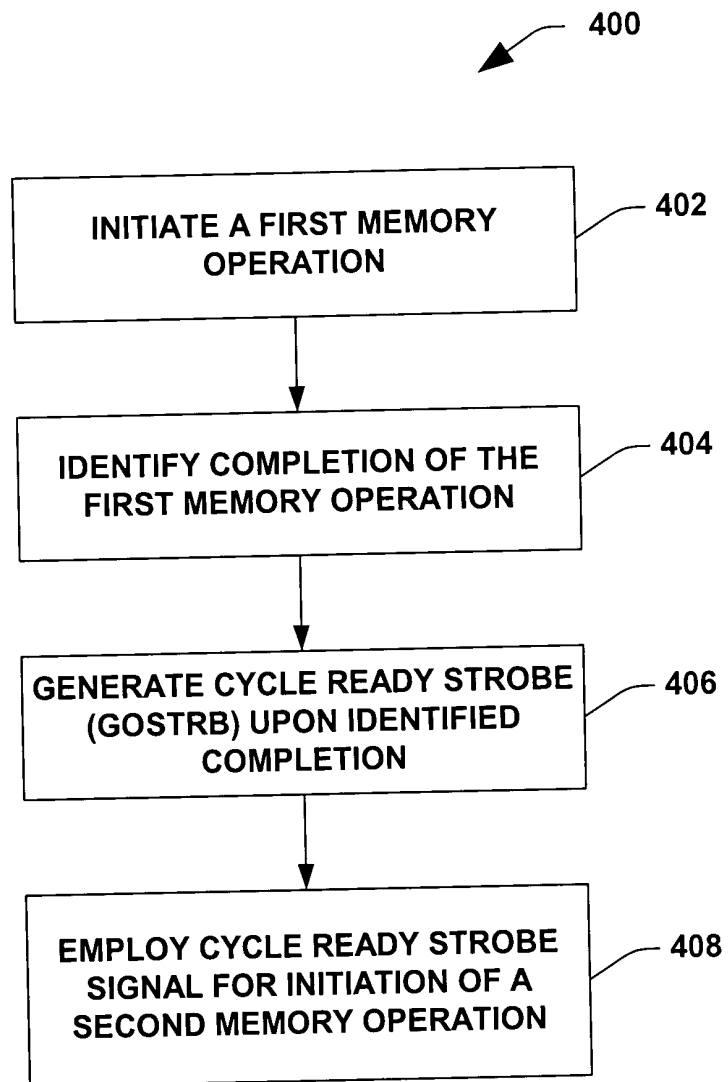 400
INITIATE A FIRST MEMORY
OPERATION
402
IDENTIFY COMPLETION OF THE
FIRST MEMORY OPERATION
404
GENERATE CYCLE READY STROBE
(GOSTRB) UPON IDENTIFIED
COMPLETION
406
EMPLOY CYCLE READY STROBE
SIGNAL FOR INITIATION OF A
SECOND MEMORY OPERATION
408